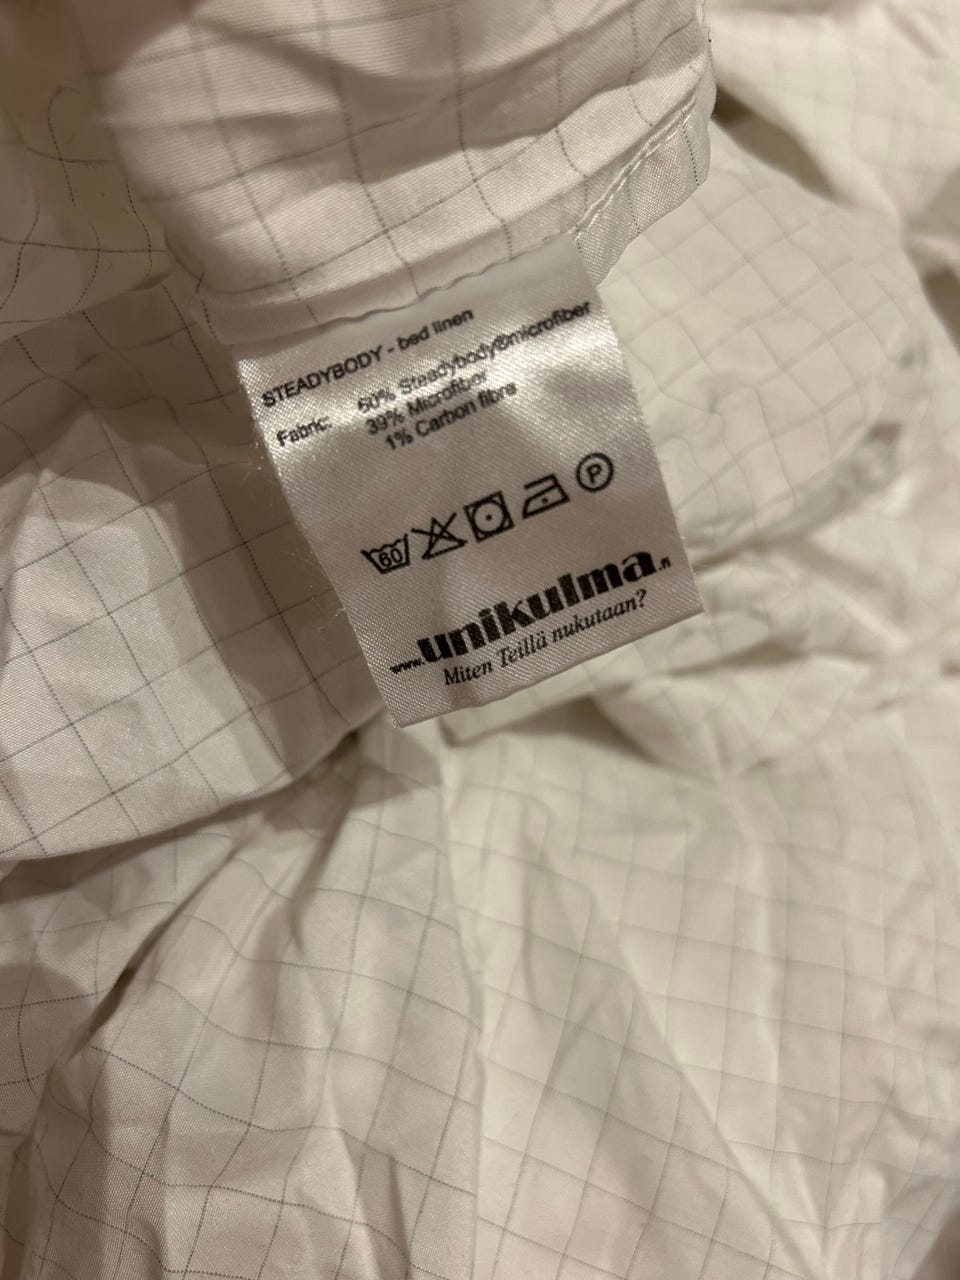 STEADYBODY - bed linen
Fabric: 60% Steadybody®microfiber
39% Microfiber
1% Carbon fibre
60 P
www.unikulma.fi
Miten Teillä nukutaan?